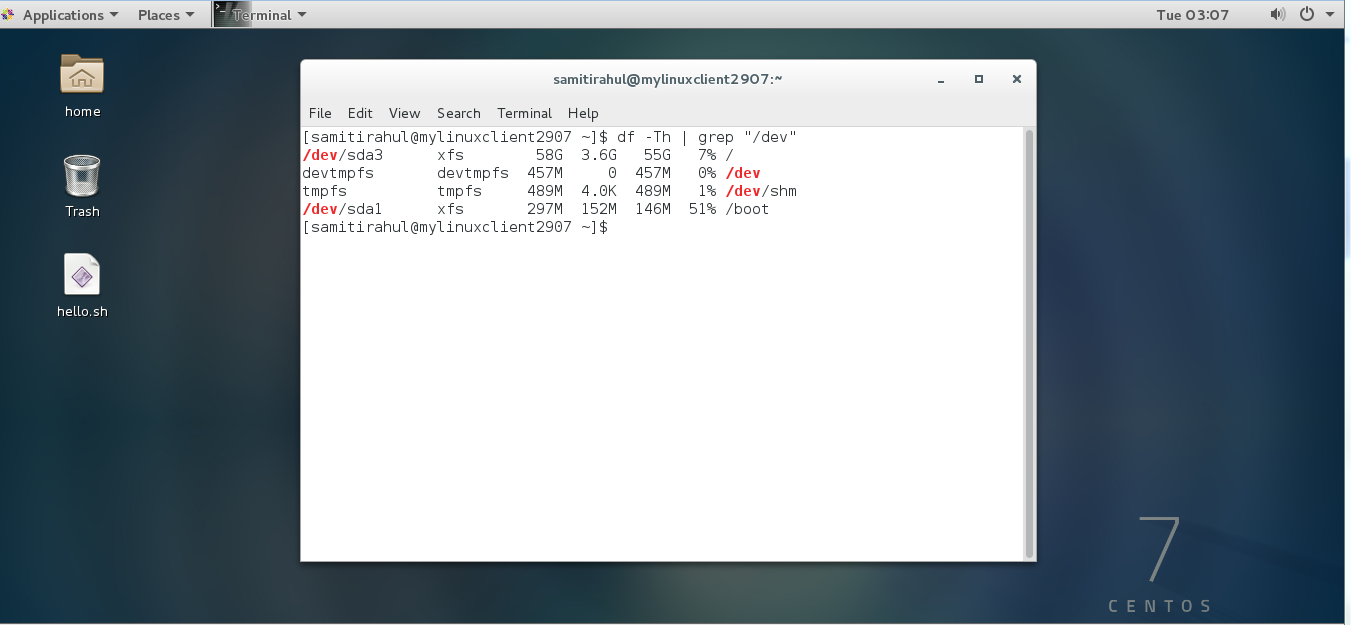 Applications Places Terminal Tue 03:07
home
Trash
hello.sh
samitirahul@mylinuxclient2907:~
File Edit View Search Terminal Help
[samitirahul@mylinuxclient2907 ~]$ df -Th | grep "/dev"
/dev/sda3      xfs        58G  3.6G   55G   7% /
devtmpfs       devtmpfs  457M     0  457M   0% /dev
tmpfs          tmpfs     489M  4.0K  489M   1% /dev/shm
/dev/sda1      xfs       297M  152M  146M  51% /boot
[samitirahul@mylinuxclient2907 ~]$
7
CENTOS